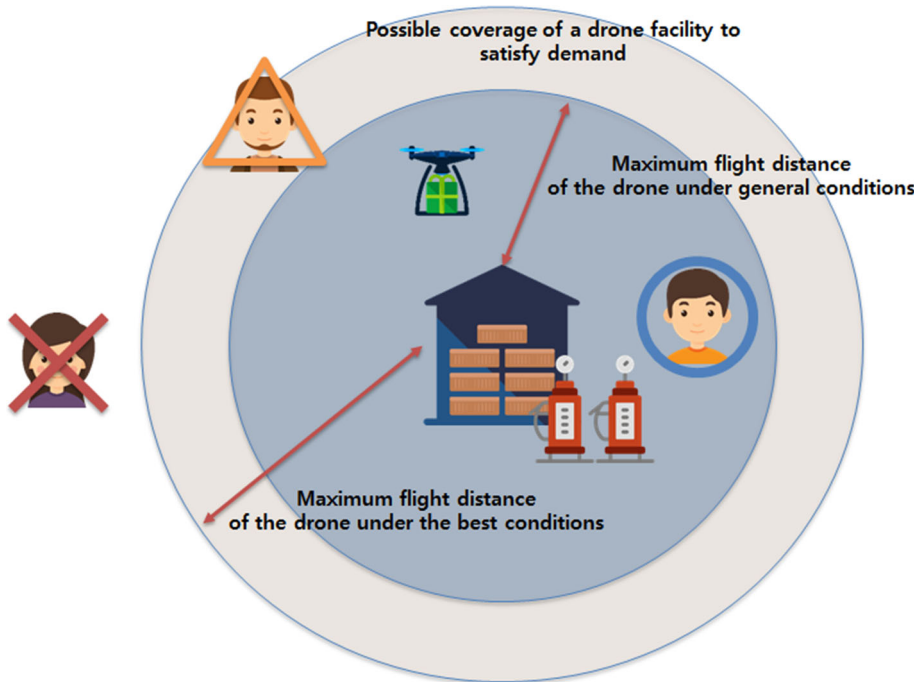 Possible coverage of a drone facility to
satisfy demand
Maximum flight distance
of the drone under general conditions
Maximum flight distance
of the drone under the best conditions